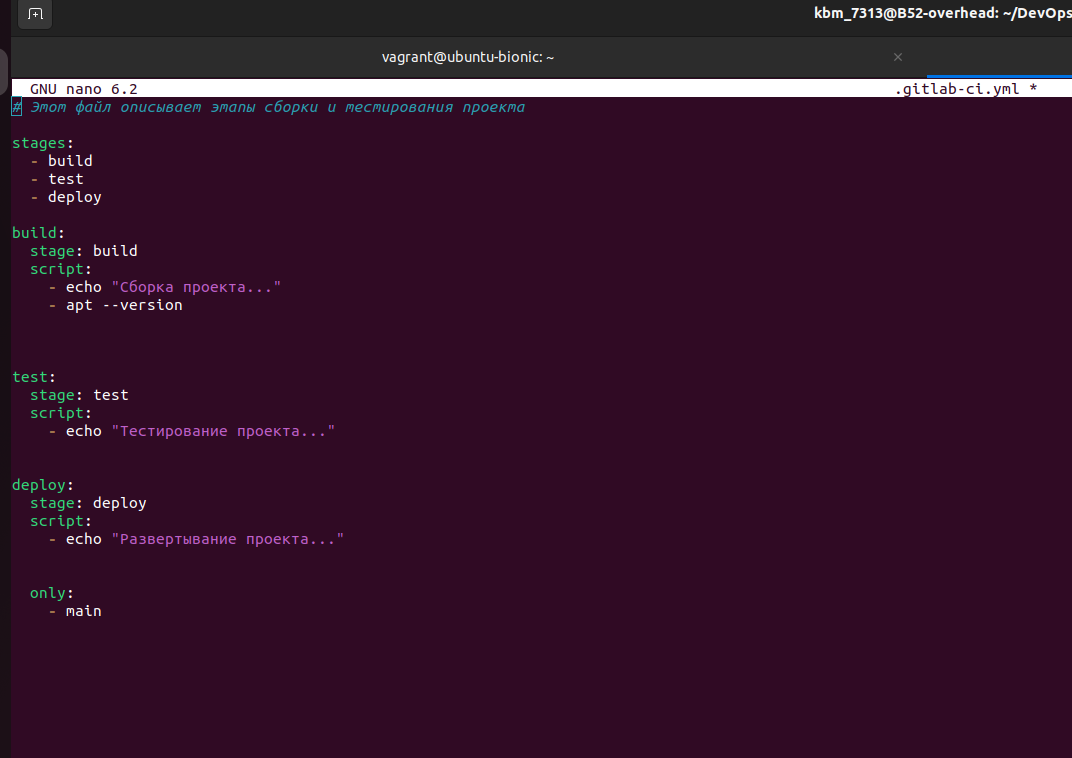 kbm_7313@B52-overhead: ~/DevOps
vagrant@ubuntu-bionic: ~
GNU nano 6.2 .gitlab-ci.yml *
# Этот файл описывает этапы сборки и тестирования проекта
stages:
- build
- test
- deploy
build:
stage: build
script:
- echo "Сборка проекта..."
- apt --version
test:
stage: test
script:
- echo "Тестирование проекта..."
deploy:
stage: deploy
script:
- echo "Развертывание проекта..."
only:
- main